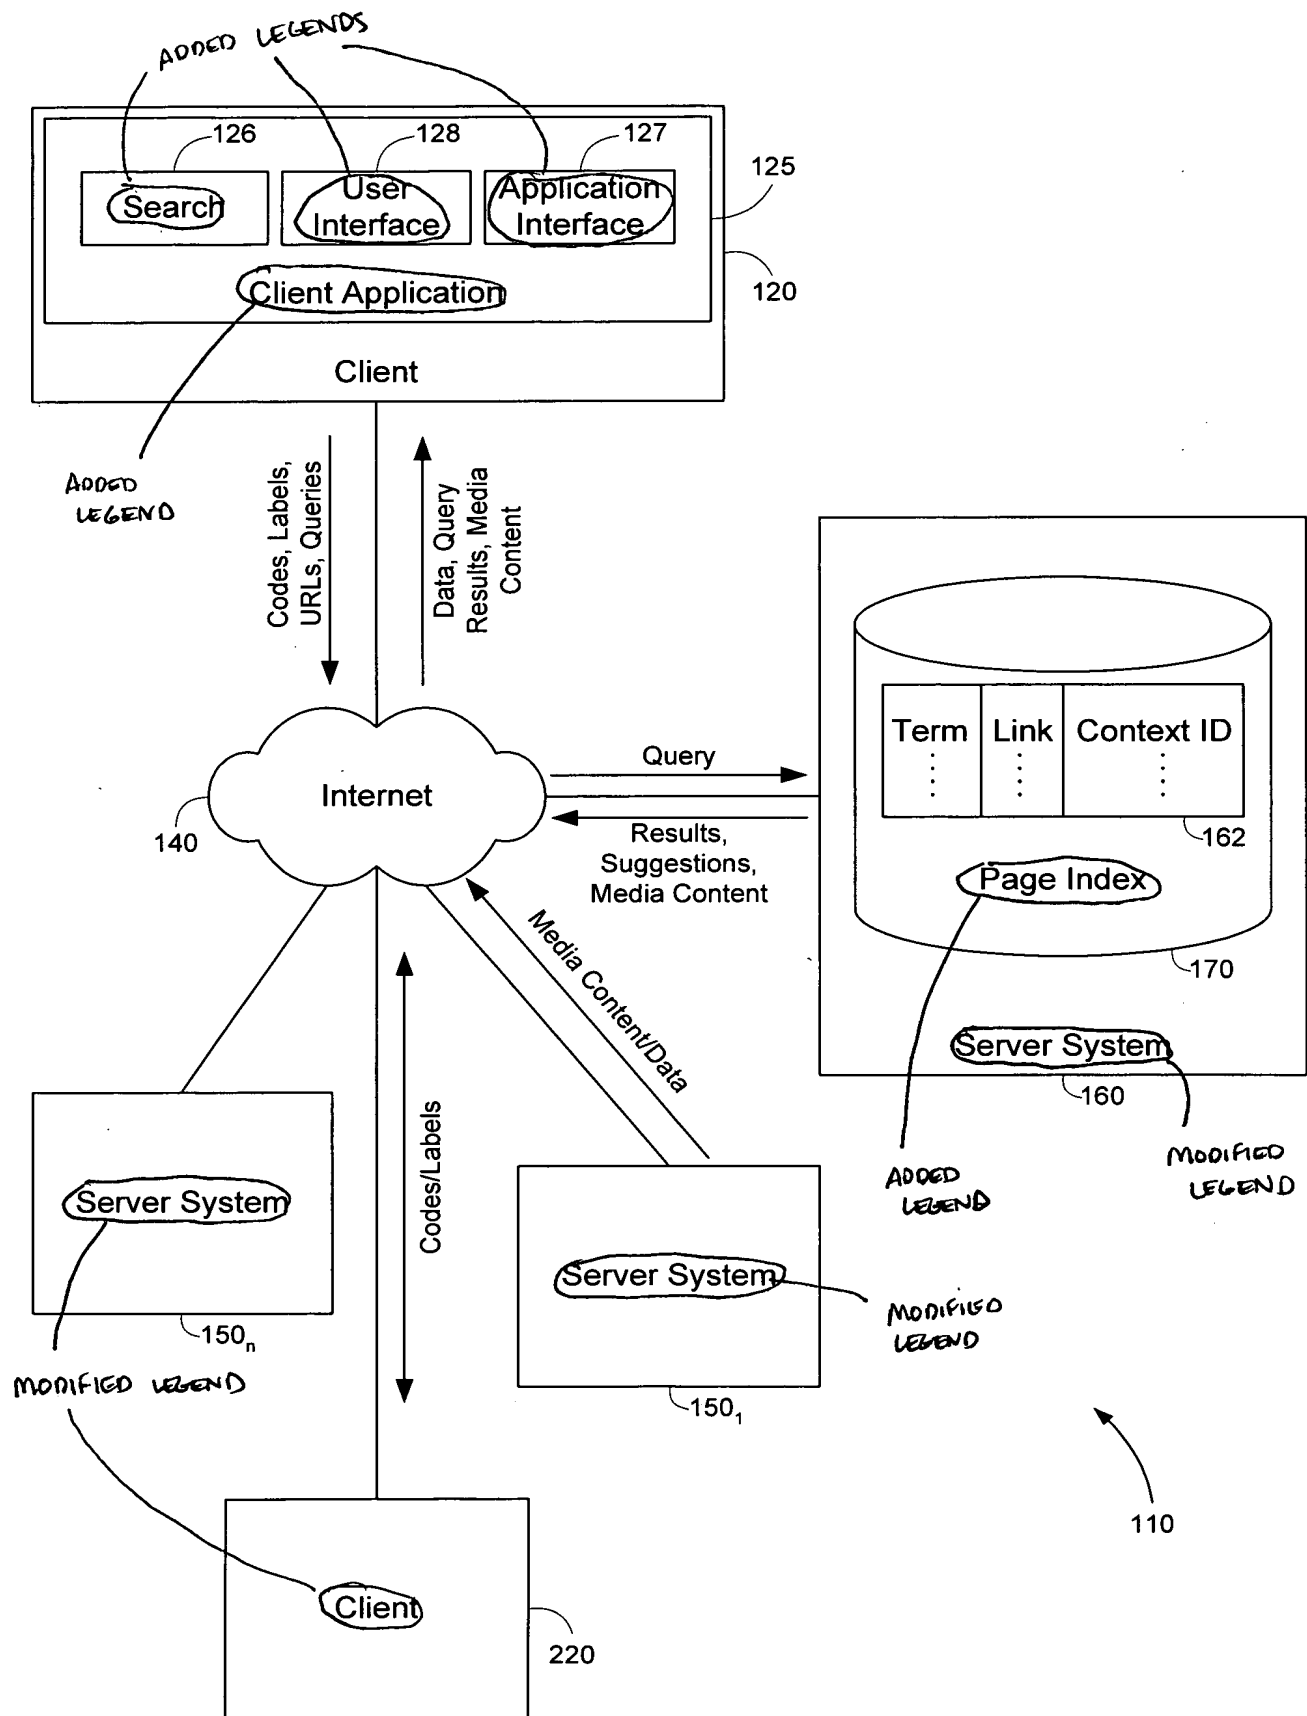 ADDED LEGENDS
126
128
127
125
Search
User
Interface
Application
Interface
120
Client Application
Client
ADDED
LEGEND
Codes, Labels,
URLs, Queries
Data, Query
Results, Media
Content
Term
Link
Context ID
Query
Internet
140
Results,
Suggestions,
Media Content
162
Page Index
170
Media Content/Data
Server System
160
ADDED
LEGEND
MODIFIED
LEGEND
Codes/Labels
Server System
150n
Server System
MODIFIED
LEGEND
150₁
MODIFIED LEGEND
110
Client
220